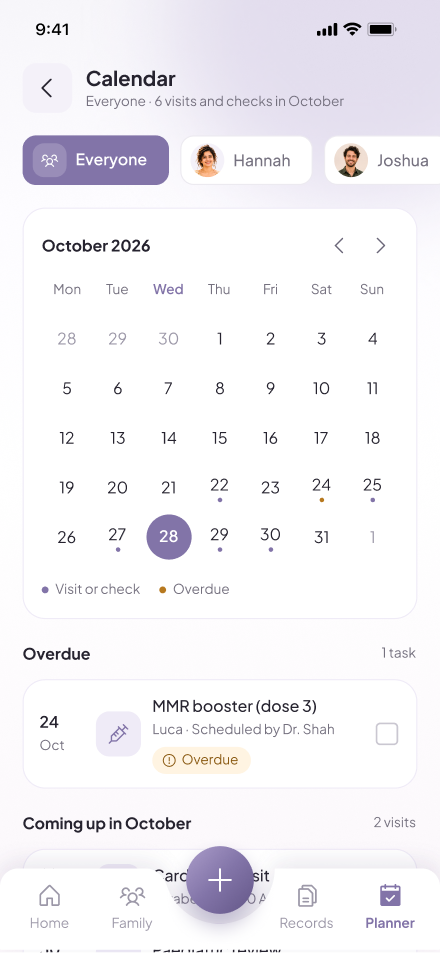 9:41
Calendar
Everyone · 6 visits and checks in October
Everyone Hannah Joshua
October 2026
Mon Tue Wed Thu Fri Sat Sun
28 29 30 1 2 3 4
5 6 7 8 9 10 11
12 13 14 15 16 17 18
19 20 21 22 23 24 25
26 27 28 29 30 31 1
Visit or check Overdue
Overdue 1 task
24
Oct
MMR booster (dose 3)
Luca · Scheduled by Dr. Shah
Overdue
Coming up in October 2 visits
Home Family Records Planner